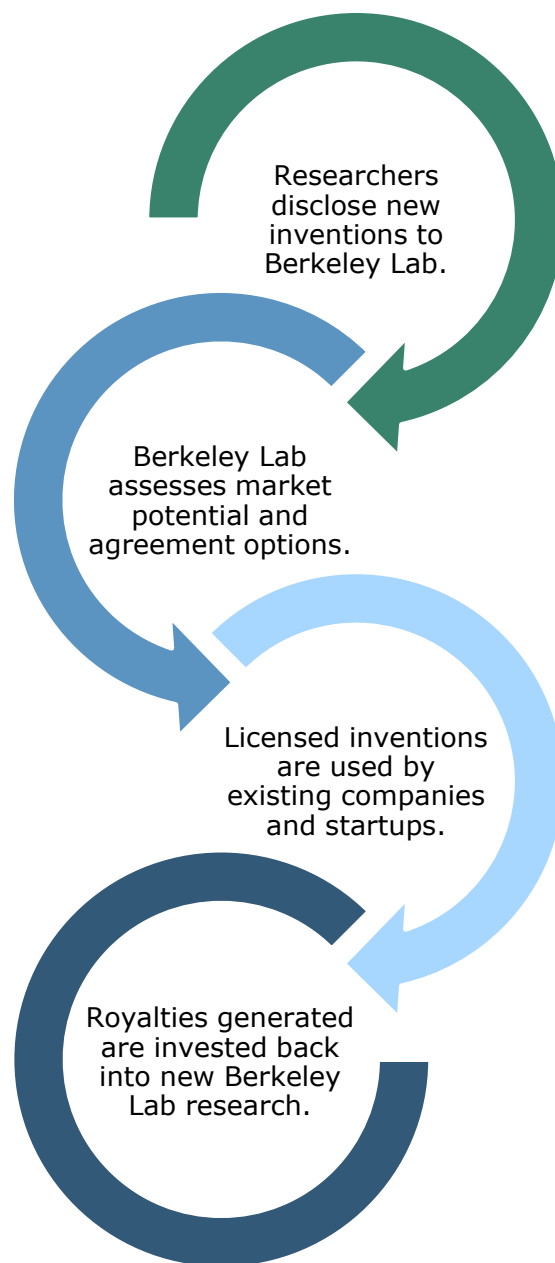 Researchers
disclose new
inventions to
Berkeley Lab.
Berkeley Lab
assesses market
potential and
agreement options.
Licensed inventions
are used by
existing companies
and startups.
Royalties generated
are invested back
into new Berkeley
Lab research.